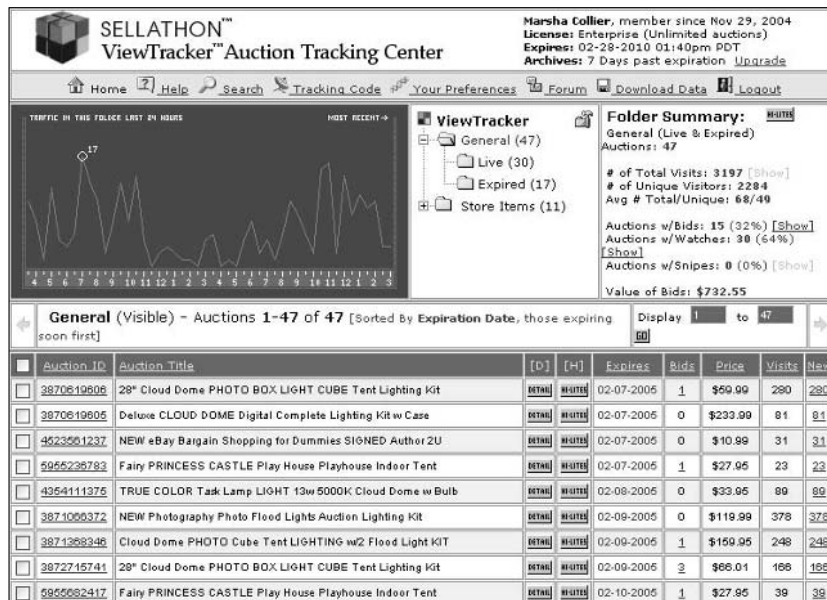 SELLATHON™
ViewTracker™ Auction Tracking Center
Marsha Collier, member since Nov 29, 2004
License: Enterprise (Unlimited auctions)
Expires: 02-28-2010 01:40pm PDT
Archives: 7 Days past expiration Upgrade
Home Help Search Tracking Code Your Preferences Forum Download Data Logout
TRAFFIC IN THIS FOLDER LAST 24 HOURS MOST RECENT→
17
4 5 6 7 8 9 10 11 12 1 2 3 4 5 6 7 8 9 10 11 12 1 2 3
ViewTracker
General (47)
Live (30)
Expired (17)
Store Items (11)
Folder Summary: HI-LITES
General (Live & Expired)
Auctions: 47
# of Total Visits: 3197 [Show]
# of Unique Visitors: 2284
Avg # Total/Unique: 68/49
Auctions w/Bids: 15 (32%) [Show]
Auctions w/Watches: 30 (64%)
[Show]
Auctions w/Snipes: 0 (0%) [Show]
Value of Bids: $732.55
General (Visible) - Auctions 1-47 of 47 [Sorted By Expiration Date, those expiring
soon first]
Display 1 to 47
GO
Auction ID Auction Title [D] [H] Expires Bids Price Visits New
3870619606 28" Cloud Dome PHOTO BOX LIGHT CUBE Tent Lighting Kit DETAIL HI-LITES 02-07-2005 1 $59.99 280 280
3870619605 Deluxe CLOUD DOME Digital Complete Lighting Kit w Case DETAIL HI-LITES 02-07-2005 0 $233.99 81 81
4523561237 NEW eBay Bargain Shopping for Dummies SIGNED Author 2U DETAIL HI-LITES 02-07-2005 0 $10.99 31 31
5955236783 Fairy PRINCESS CASTLE Play House Playhouse Indoor Tent DETAIL HI-LITES 02-07-2005 1 $27.95 23 23
4354111375 TRUE COLOR Task Lamp LIGHT 13w 5000K Cloud Dome w Bulb DETAIL HI-LITES 02-08-2005 0 $33.95 89 89
3871066372 NEW Photography Photo Flood Lights Auction Lighting Kit DETAIL HI-LITES 02-09-2005 0 $119.99 378 378
3871368346 Cloud Dome PHOTO Cube Tent LIGHTING w/2 Flood Light KIT DETAIL HI-LITES 02-09-2005 1 $159.95 248 248
3872715741 28" Cloud Dome PHOTO BOX LIGHT CUBE Tent Lighting Kit DETAIL HI-LITES 02-09-2005 3 $66.01 166 166
5955682417 Fairy PRINCESS CASTLE Play House Playhouse Indoor Tent DETAIL HI-LITES 02-10-2005 1 $27.95 39 39